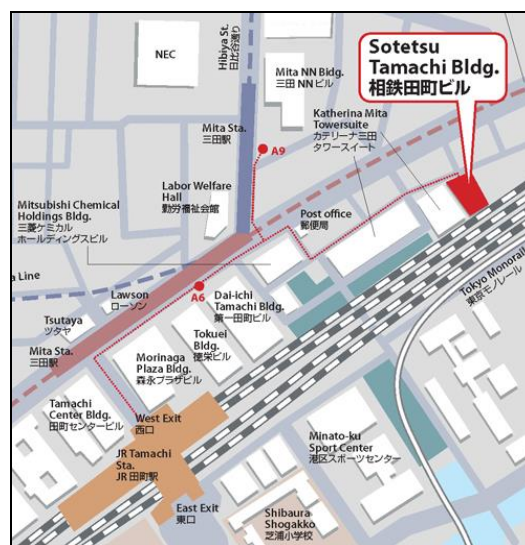 Sotetsu
Tamachi Bldg.
相鉄田町ビル
NEC
Hibiya St.
日比谷通り
Mita NN Bldg.
三田 NN ビル
Mita Sta.
三田駅
A9
Katherina Mita
Towersuite
カテリーナ三田
タワースイート
Labor Welfare
Hall
勤労福祉会館
Mitsubishi Chemical
Holdings Bldg.
三菱ケミカル
ホールディングスビル
Post office
郵便局
a Line
A6
Lawson
ローソン
Dai-ichi
Tamachi Bldg.
第一田町ビル
Tokyo Monorail
東京モノレール
Tsutaya
ツタヤ
Tokuei
Bldg.
徳栄ビル
Mita Sta.
三田駅
Morinaga
Plaza Bldg.
森永プラザビル
Tamachi
Center Bldg.
田町センタービル
West Exit
西口
Minato-ku
Sport Center
港区スポーツセンター
JR Tamachi
Sta.
JR 田町駅
East Exit
東口
Shibaura
Shogakko
芝浦小学校